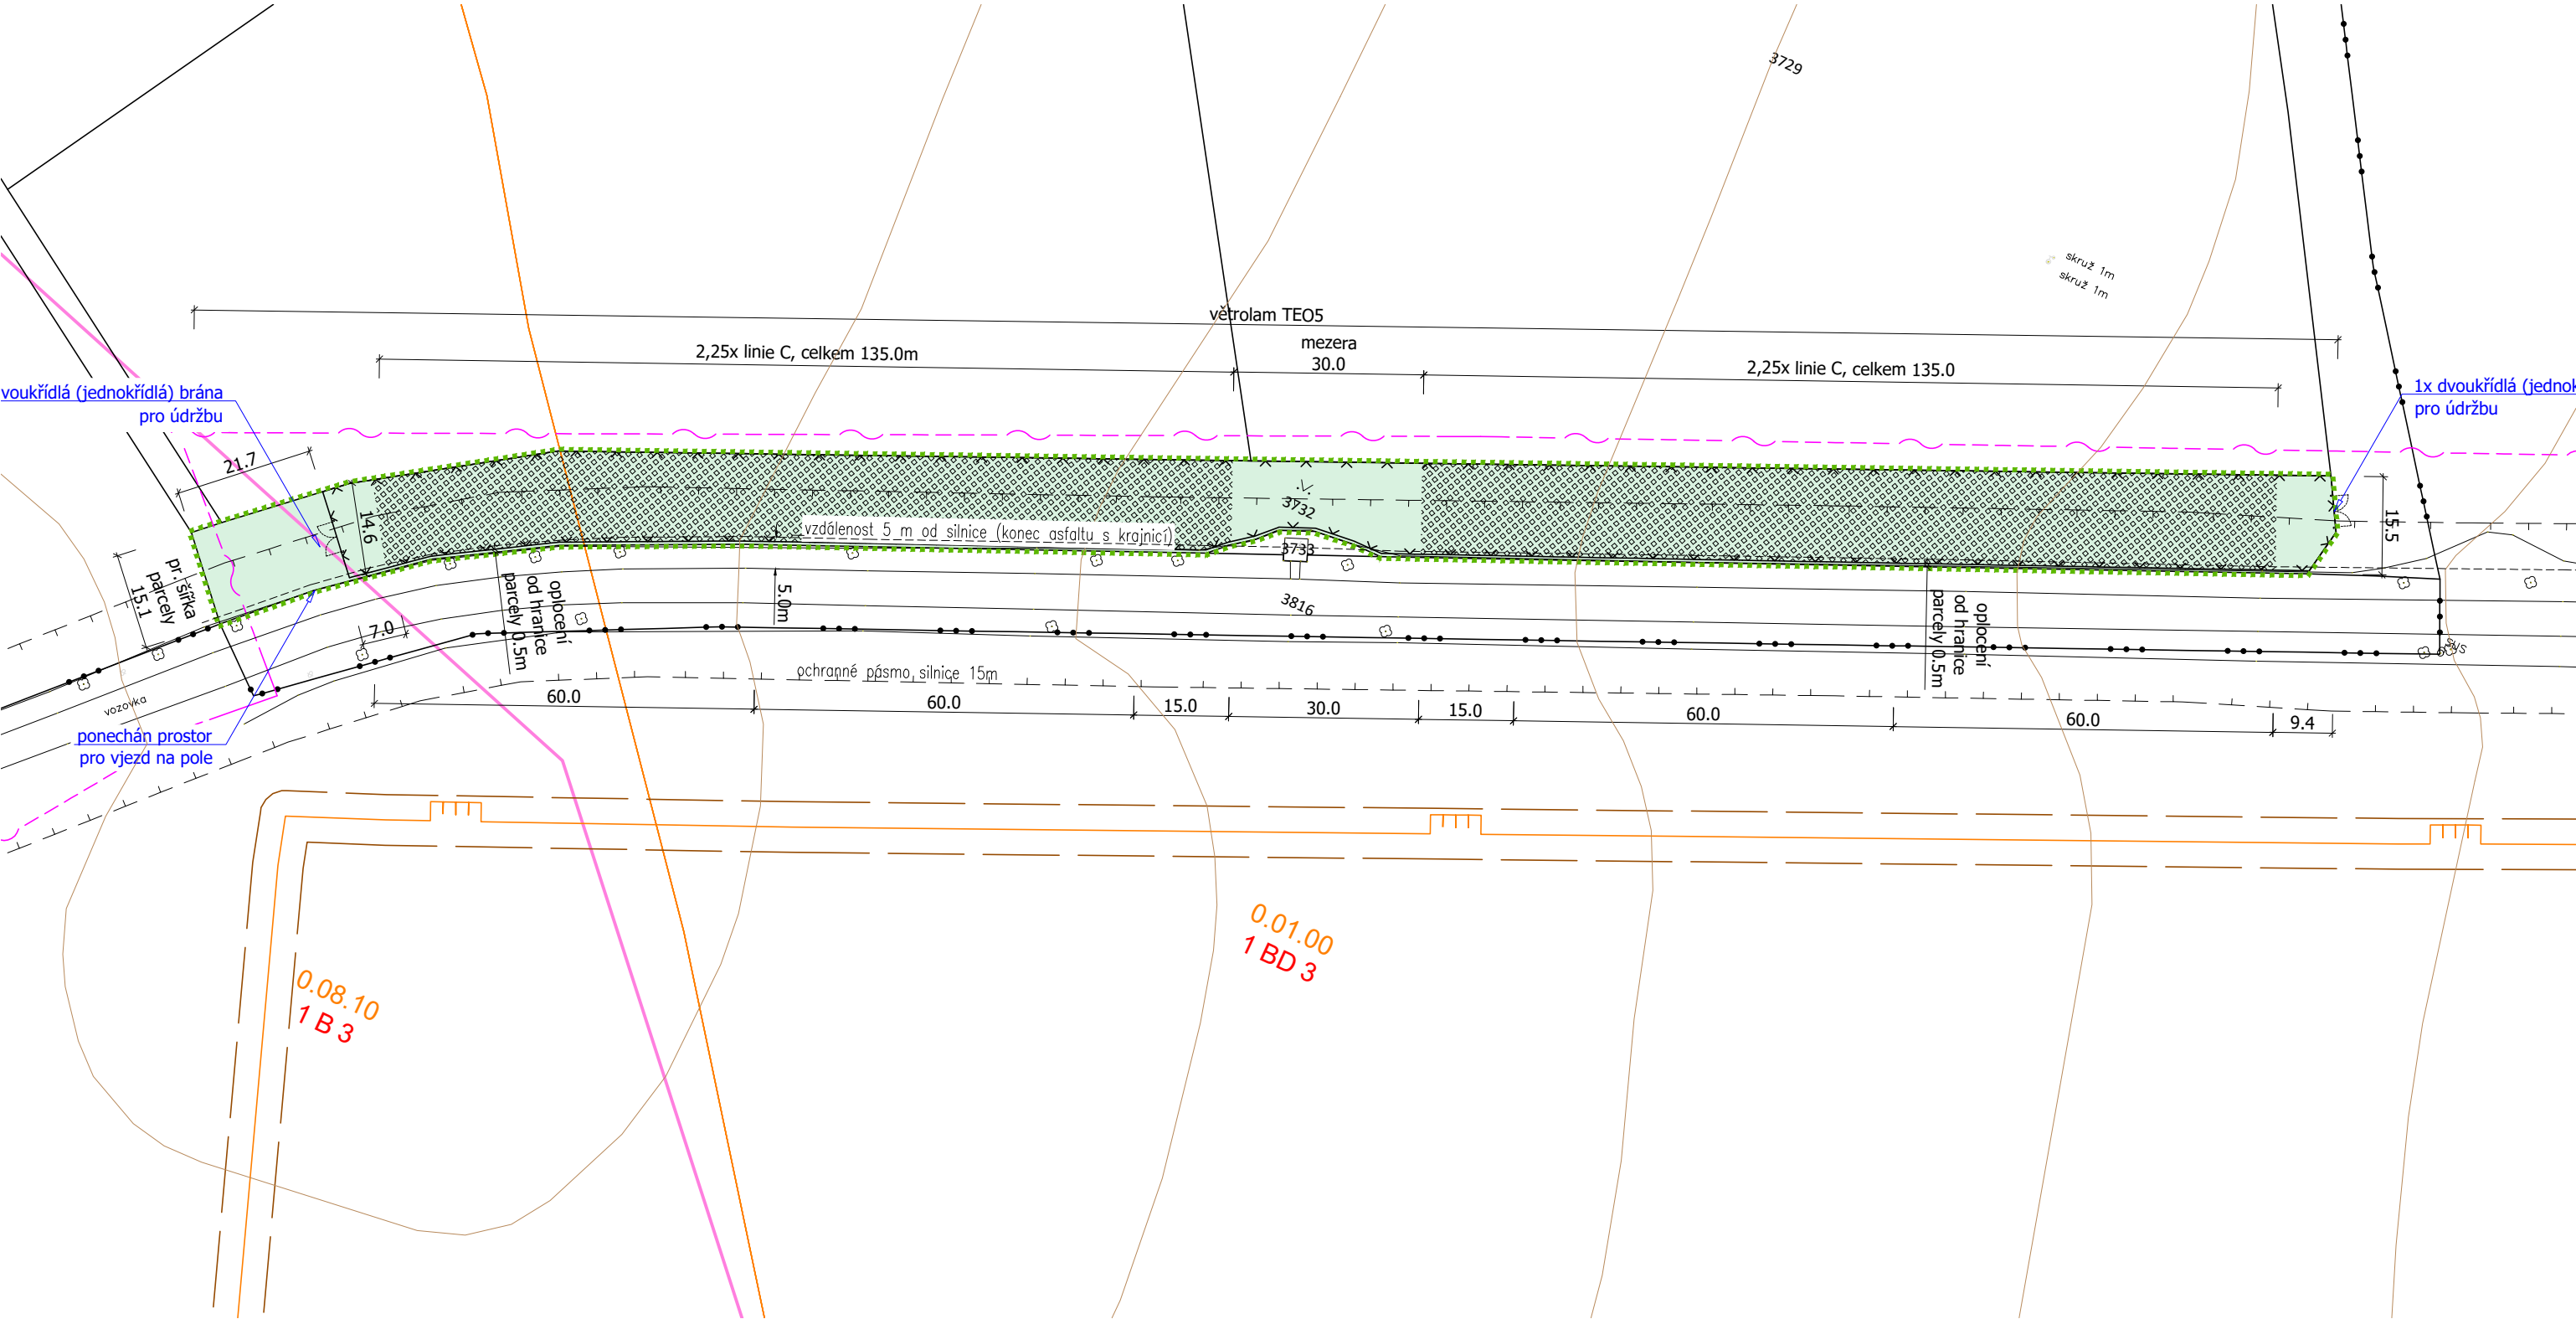 3729
skruž 1m
skruž 1m
větrolam TEO5
2,25x linie C, celkem 135.0m
mezera
30.0
2,25x linie C, celkem 135.0
voukřídlá (jednokřídlá) brána
pro údržbu
1x dvoukřídlá (jednok
pro údržbu
21.7
14.6
3732
vzdálenost 5 m od silnice (konec asfaltu s krajnicí)
3733
15.5
pr. šířka
parcely
15.1
7.0
oplocení
od hranice
parcely 0.5m
5.0m
3816
oplocení
od hranice
parcely 0.5m
ochranné pásmo silnice 15m
vozovka
60.0
60.0
15.0
30.0
15.0
60.0
60.0
9.4
ponechán prostor
pro vjezd na pole
0.01.00
1 BD 3
0.08.10
1 B 3